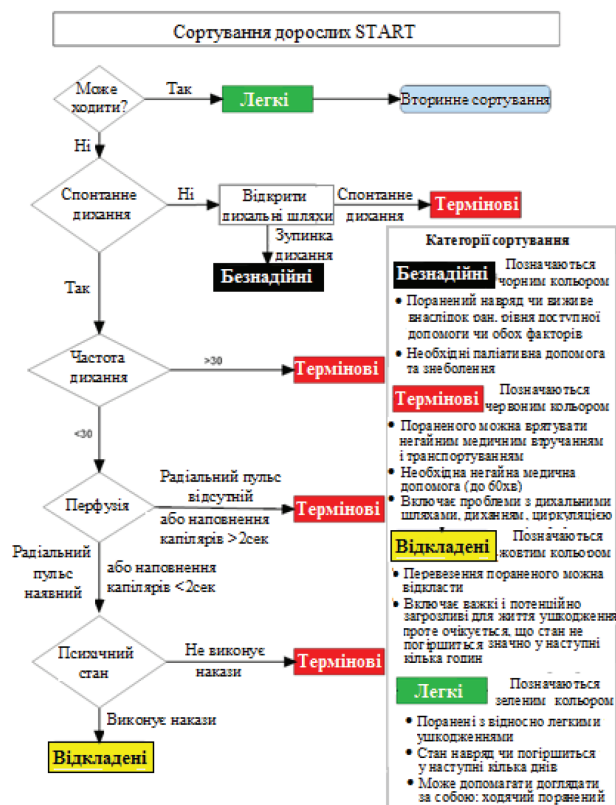 Сортування дорослих START
Може
ходити?
Так
Легкі
Вторинне сортування
Ні
Спонтанне
дихання
Ні
Відкрити
дихальні шляхи
Спонтанне
дихання
Термінові
Зупинка
дихання
Безнадійні
Так
Частота
дихання
>30
Термінові
<30
Перфузія
Радіальний пульс
відсутній
або наповнення
капілярів >2сек
Термінові
Радіальний
пульс
наявний
або наповнення
капілярів <2сек
Психічний
стан
Не виконує
накази
Термінові
Виконує накази
Відкладені
Категорії сортування
Безнадійні
Позначаються
чорним кольором
• Поранений навряд чи виживе
внаслідок ран, рівня доступної
допомоги чи обох факторів
• Необхідні паліативна допомога
та знеболення
Термінові
Позначаються
червоним кольором
• Пораненого можна врятувати
негайним медичним втручанням
і транспортуванням
• Необхідна негайна медична
допомога (до 60хв)
• Включає проблеми з дихальними
шляхами, диханням, циркуляцією
Відкладені
Позначаються
жовтим кольором
• Перевезення пораненого можна
відкласти
• Включає важкі і потенційно
загрозливі для життя ушкодження
проте очікується, що стан не
погіршиться значно у наступні
кілька годин
Легкі
Позначаються
зеленим кольором
• Поранені з відносно легкими
ушкодженнями
• Стан навряд чи погіршиться
у наступні кілька днів
• Може допомагати доглядати
за собою: ходячий поранений